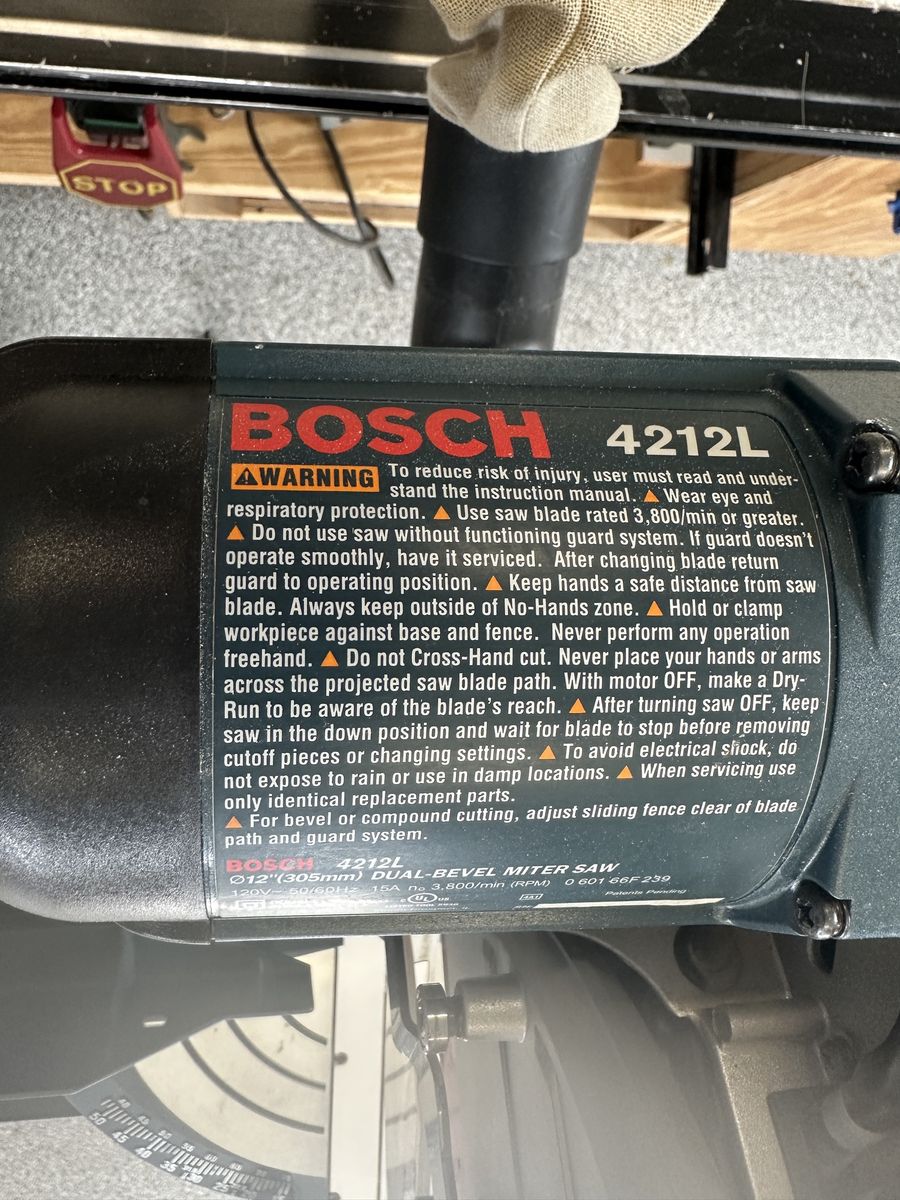 STOP
BOSCH 4212L
WARNING To reduce risk of injury, user must read and under-
stand the instruction manual. ▲ Wear eye and
respiratory protection. ▲ Use saw blade rated 3,800/min or greater.
▲ Do not use saw without functioning guard system. If guard doesn't
operate smoothly, have it serviced. After changing blade return
guard to operating position. ▲ Keep hands a safe distance from saw
blade. Always keep outside of No-Hands zone. ▲ Hold or clamp
workpiece against base and fence. Never perform any operation
freehand. ▲ Do not Cross-Hand cut. Never place your hands or arms
across the projected saw blade path. With motor OFF, make a Dry-
Run to be aware of the blade's reach. ▲ After turning saw OFF, keep
saw in the down position and wait for blade to stop before removing
cutoff pieces or changing settings. ▲ To avoid electrical shock, do
not expose to rain or use in damp locations. ▲ When servicing use
only identical replacement parts.
▲ For bevel or compound cutting, adjust sliding fence clear of blade
path and guard system.
BOSCH 4212L
Ø12"(305mm) DUAL-BEVEL MITER SAW
120V~ 50/60Hz 15A n₀ 3,800/min (RPM) 0 601 66F 239
C UL US 4A1 Patents Pending
50 45 40 35